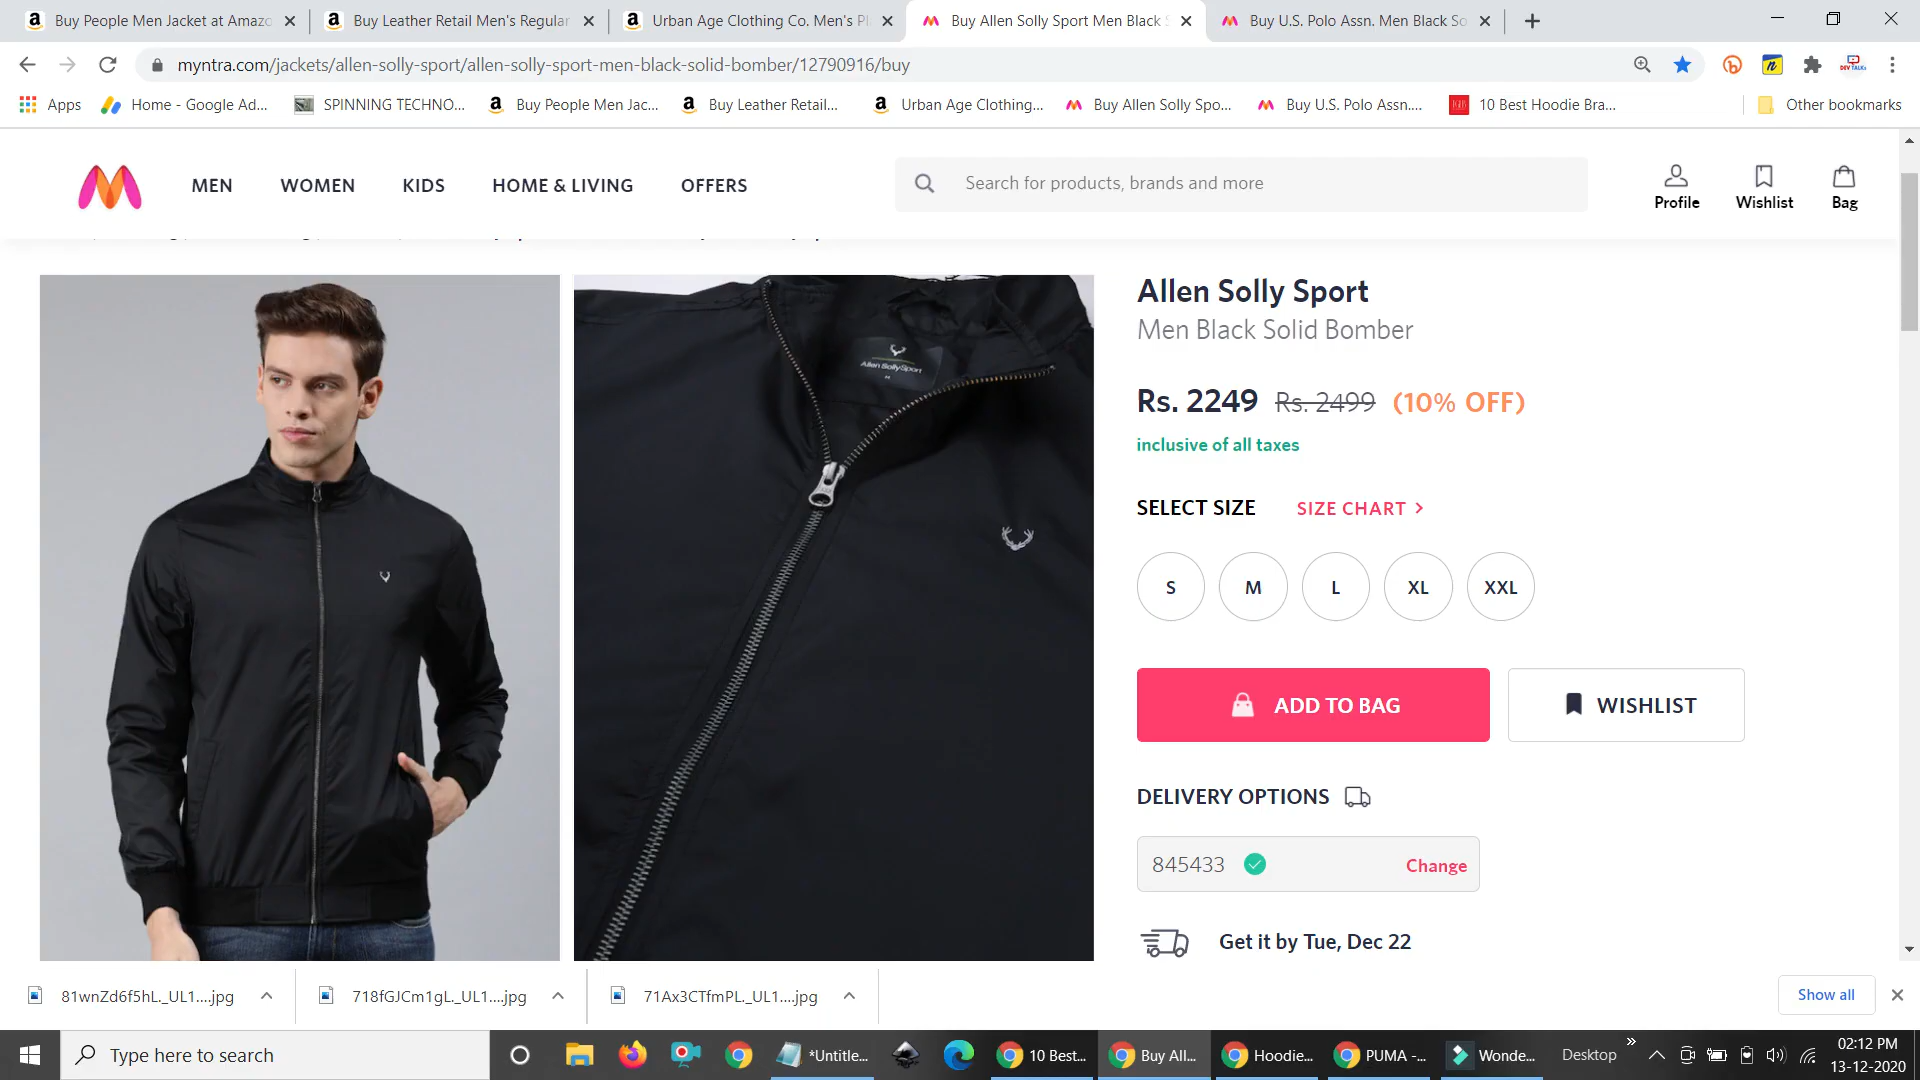 Buy People Men Jacket at Amazo
Buy Leather Retail Men's Regular
Urban Age Clothing Co. Men's Pl
Buy Allen Solly Sport Men Black S
Buy U.S. Polo Assn. Men Black So
myntra.com/jackets/allen-solly-sport/allen-solly-sport-men-black-solid-bomber/12790916/buy
Apps
Home - Google Ad...
SPINNING TECHNO...
Buy People Men Jac...
Buy Leather Retail...
Urban Age Clothing...
Buy Allen Solly Spo...
Buy U.S. Polo Assn....
10 Best Hoodie Bra...
Other bookmarks
MEN
WOMEN
KIDS
HOME & LIVING
OFFERS
Search for products, brands and more
Profile
Wishlist
Bag
Allen Solly Sport
Allen Solly Sport
Men Black Solid Bomber
Rs. 2249 Rs. 2499 (10% OFF)
inclusive of all taxes
SELECT SIZE
SIZE CHART >
S
M
L
XL
XXL
ADD TO BAG
WISHLIST
DELIVERY OPTIONS
845433
Change
Get it by Tue, Dec 22
81wnZd6f5hL._UL1....jpg
718fGJCm1gL._UL1....jpg
71Ax3CTfmPL._UL1....jpg
Show all
Type here to search
*Untitle...
10 Best...
Buy All...
Hoodie...
PUMA -...
Wonde...
Desktop
02:12 PM
13-12-2020